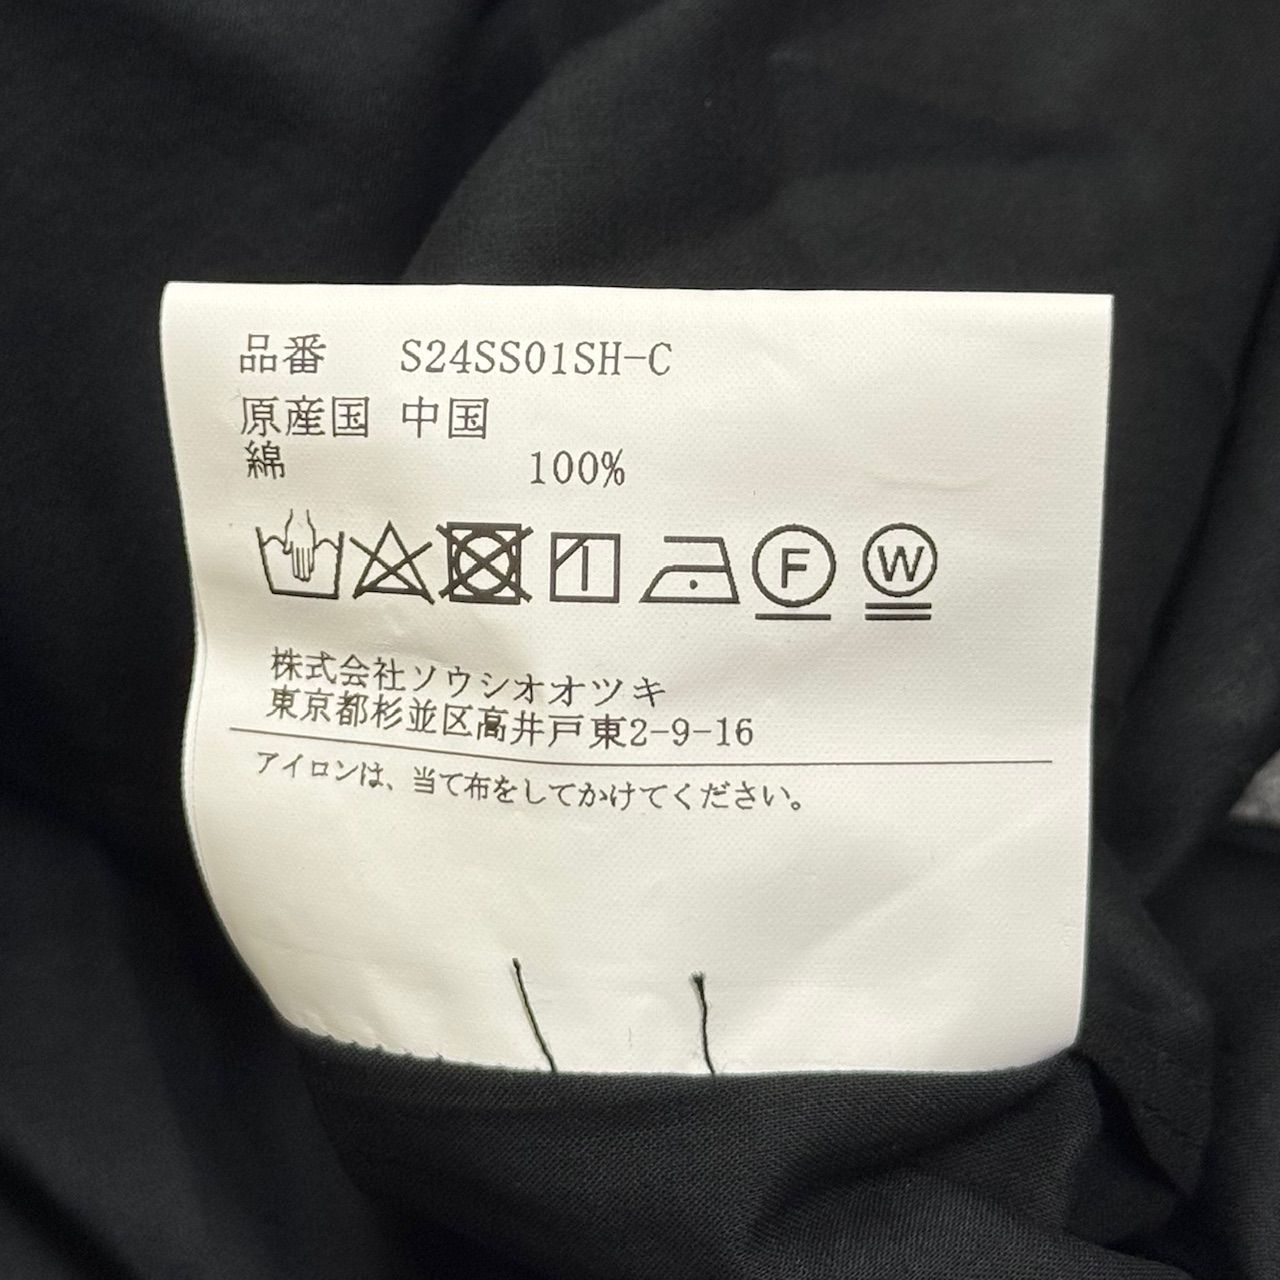 品番 S24SS01SH-C
原産国 中国
綿 100%
F W
株式会社ソウシオオツキ
東京都杉並区高井戸東2-9-16
アイロンは、当て布をしてかけてください。